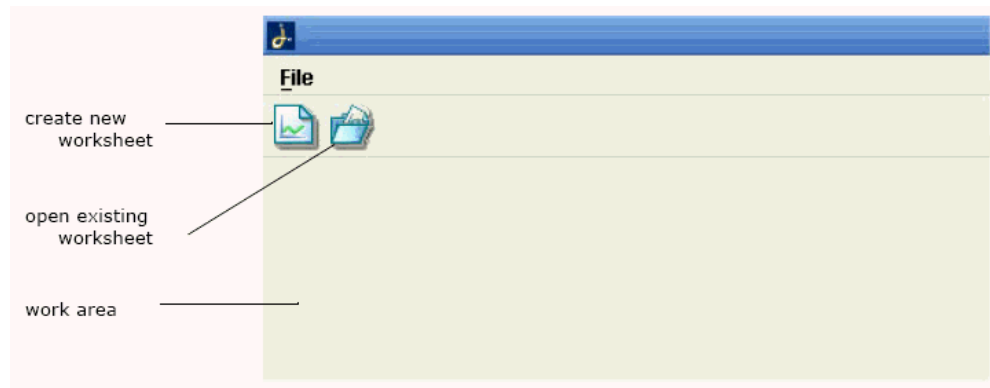 File
create new
worksheet
open existing
worksheet
work area